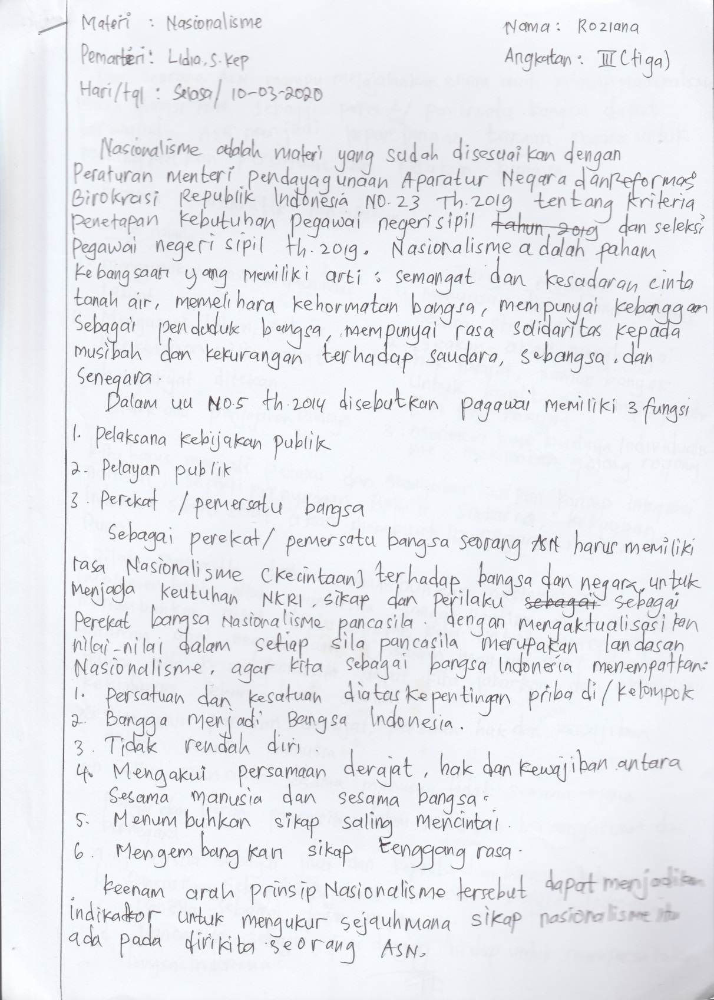 Materi : Nasionalisme
Nama : Roziana
Pemarteri : Lidia, S.Kep
Angkatan : III (tiga)
Hari/tgl : Selasa / 10-03-2020
Nasionalisme adalah materi yang sudah disesuaikan dengan
Peraturan menteri pendayagunaan Aparatur Negara dan Reformasi
Birokrasi Republik Indonesia NO. 23 Th. 2019 tentang kriteria
penetapan kebutuhan pegawai negeri sipil tahun 2019 dan seleksi
pegawai negeri sipil th. 2019. Nasionalisme adalah paham
kebangsaan yang memiliki arti : semangat dan kesadaran cinta
tanah air, memelihara kehormatan bangsa, mempunyai kebanggaan
sebagai penduduk bangsa, mempunyai rasa solidaritas kepada
musibah dan kekurangan terhadap saudara, sebangsa, dan
senegara.
Dalam uu NO.5 th.2014 disebutkan pagawai memiliki 3 fungsi
1. pelaksana kebijakan publik
2. Pelayan publik
3. Perekat / pemersatu bangsa
Sebagai perekat / pemersatu bangsa seorang ASN harus memiliki
rasa Nasionalisme (kecintaan) terhadap bangsa dan negara, untuk
menjaga keutuhan NKRI. sikap dan perilaku sebagai sebagai
perekat bangsa Nasionalisme pancasila. dengan mengaktualisasikan
nilai-nilai dalam setiap sila pancasila merupakan landasan
Nasionalisme, agar kita sebagai bangsa Indonesia menempatkan:
1. persatuan dan kesatuan diatas kepentingan pribadi / kelompok
2. Bangga menjadi Bangsa Indonesia.
3. Tidak rendah diri
4. Mengakui persamaan derajat, hak dan kewajiban antara
Sesama manusia dan sesama bangsa.
5. Menumbuhkan sikap saling mencintai.
6. Mengembangkan sikap tenggang rasa.
keenam arah prinsip Nasionalisme tersebut dapat menjadikan
indikator untuk mengukur sejauhmana sikap nasionalisme itu
ada pada dirikita seorang ASN.